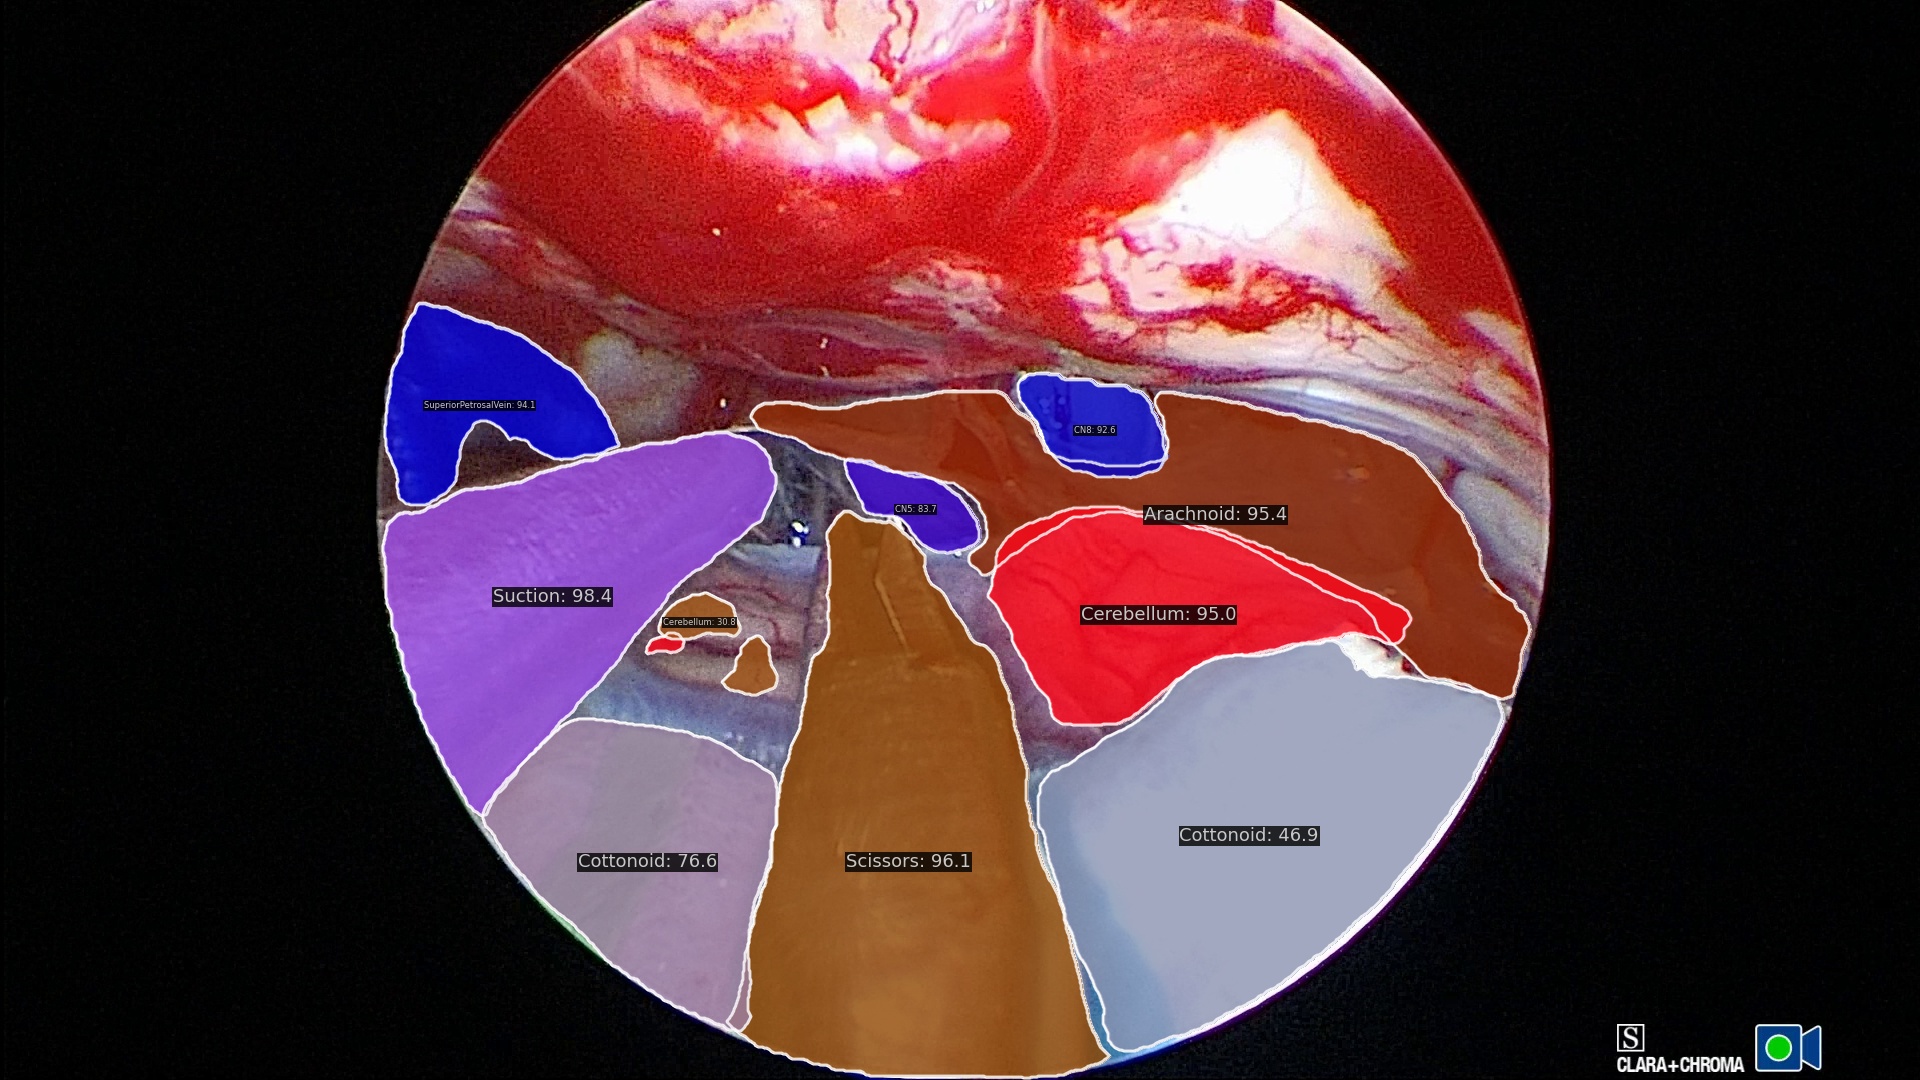 SuperiorPetrosalVein: 94.1
CN8: 92.6
CN5: 83.7
Arachnoid: 95.4
Suction: 98.4
Cerebellum: 95.0
Cerebellum: 30.8
Cottonoid: 46.9
Cottonoid: 76.6
Scissors: 96.1
S
CLARA+CHROMA